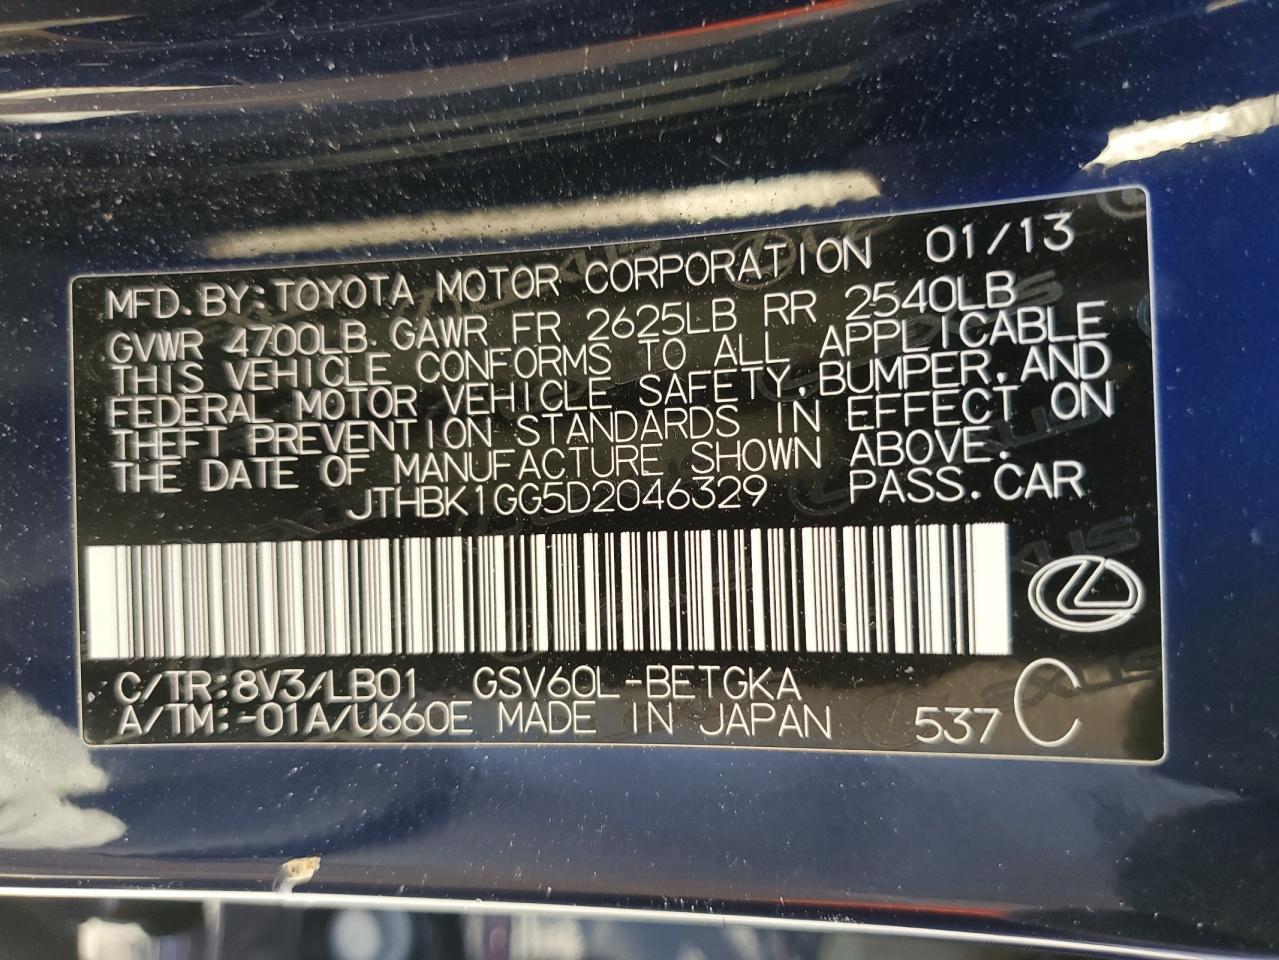 MFD. BY: TOYOTA MOTOR CORPORATION 01/13
GVWR 4700LB. GAWR FR 2625LB RR 2540LB
THIS VEHICLE CONFORMS TO ALL APPLICABLE
FEDERAL MOTOR VEHICLE SAFETY, BUMPER, AND
THEFT PREVENTION STANDARDS IN EFFECT ON
THE DATE OF MANUFACTURE SHOWN ABOVE.
JTHBK1GG5D2046329 PASS. CAR
C/TR:8V3/LB01 GSV60L-BETGKA
A/TM:-01A/U660E MADE IN JAPAN 537 C